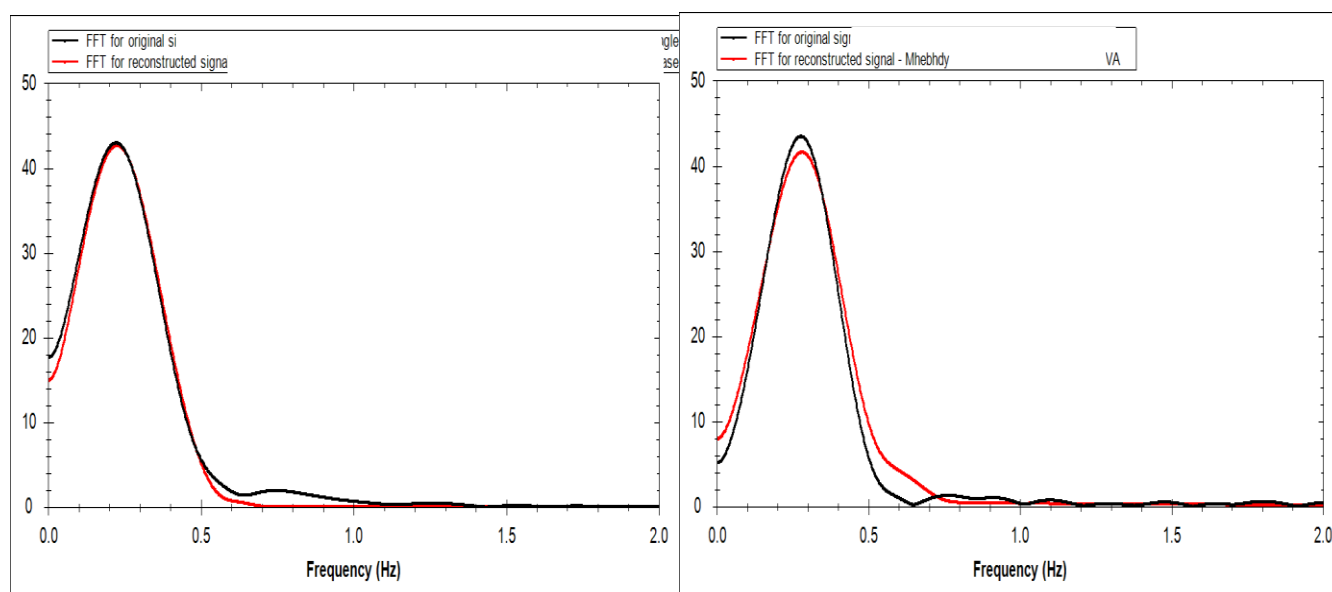 FFT for original si
FFT for reconstructed signa
50
40
30
20
10
0
0.0 0.5 1.0 1.5 2.0
Frequency (Hz)
FFT for original sigr
FFT for reconstructed signal - Mhebhdy VA
50
40
30
20
10
0
0.0 0.5 1.0 1.5 2.0
Frequency (Hz)